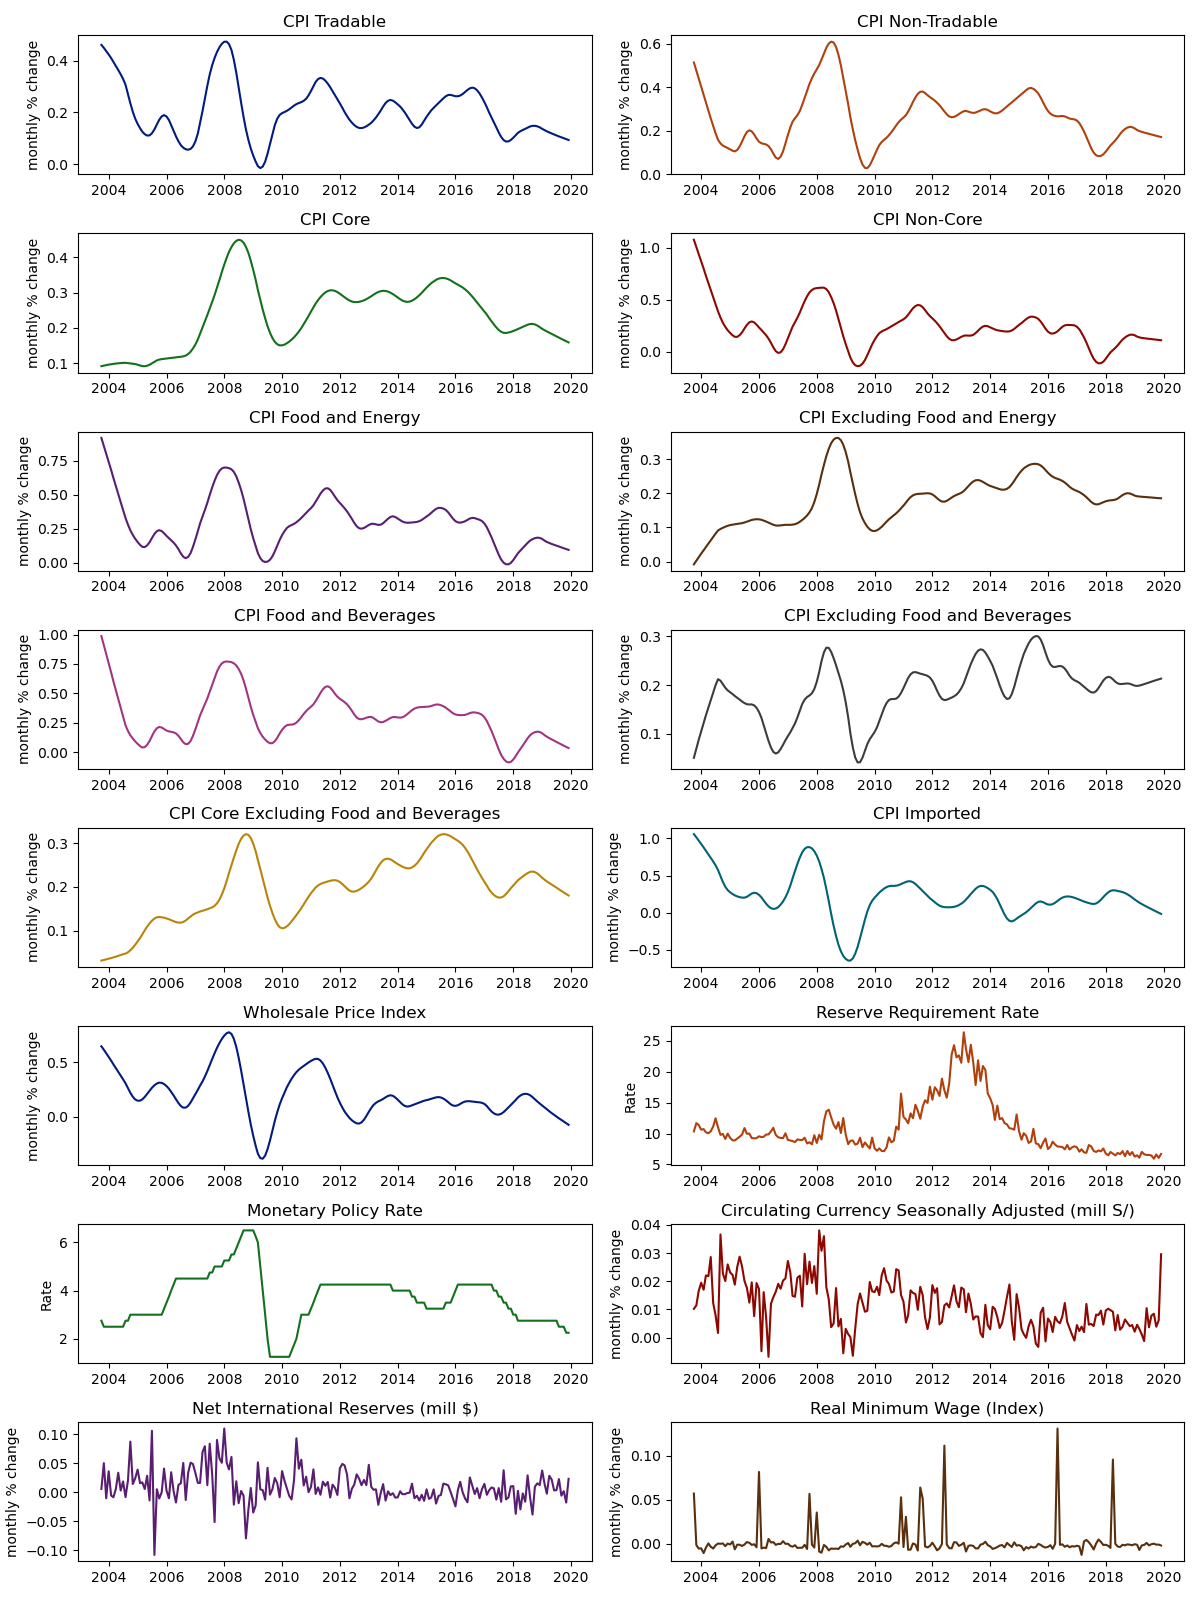 CPI Tradable
monthly % change
0.4
0.2
0.0
2004 2006 2008 2010 2012 2014 2016 2018 2020
CPI Non-Tradable
monthly % change
0.6
0.4
0.2
0.0
2004 2006 2008 2010 2012 2014 2016 2018 2020
CPI Core
monthly % change
0.4
0.3
0.2
0.1
2004 2006 2008 2010 2012 2014 2016 2018 2020
CPI Non-Core
monthly % change
1.0
0.5
0.0
2004 2006 2008 2010 2012 2014 2016 2018 2020
CPI Food and Energy
monthly % change
0.75
0.50
0.25
0.00
2004 2006 2008 2010 2012 2014 2016 2018 2020
CPI Excluding Food and Energy
monthly % change
0.3
0.2
0.1
0.0
2004 2006 2008 2010 2012 2014 2016 2018 2020
CPI Food and Beverages
monthly % change
1.00
0.75
0.50
0.25
0.00
2004 2006 2008 2010 2012 2014 2016 2018 2020
CPI Excluding Food and Beverages
monthly % change
0.3
0.2
0.1
2004 2006 2008 2010 2012 2014 2016 2018 2020
CPI Core Excluding Food and Beverages
monthly % change
0.3
0.2
0.1
2004 2006 2008 2010 2012 2014 2016 2018 2020
CPI Imported
monthly % change
1.0
0.5
0.0
−0.5
2004 2006 2008 2010 2012 2014 2016 2018 2020
Wholesale Price Index
monthly % change
0.5
0.0
2004 2006 2008 2010 2012 2014 2016 2018 2020
Reserve Requirement Rate
Rate
25
20
15
10
5
2004 2006 2008 2010 2012 2014 2016 2018 2020
Monetary Policy Rate
Rate
6
4
2
2004 2006 2008 2010 2012 2014 2016 2018 2020
Circulating Currency Seasonally Adjusted (mill S/)
monthly % change
0.04
0.03
0.02
0.01
0.00
2004 2006 2008 2010 2012 2014 2016 2018 2020
Net International Reserves (mill $)
monthly % change
0.10
0.05
0.00
−0.05
−0.10
2004 2006 2008 2010 2012 2014 2016 2018 2020
Real Minimum Wage (Index)
monthly % change
0.10
0.05
0.00
2004 2006 2008 2010 2012 2014 2016 2018 2020